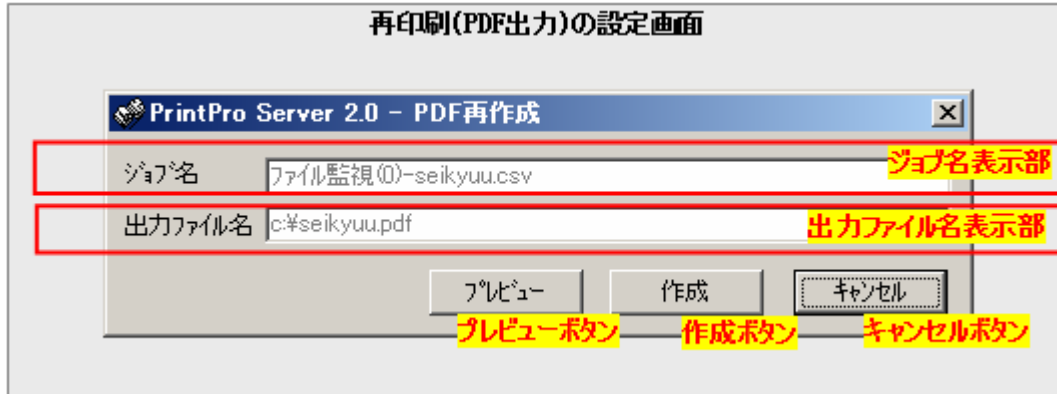 再印刷(PDF出力)の設定画面
PrintPro Server 2.0 - PDF再作成
ジョブ名 ファイル監視(0)-seikyuu.csv ジョブ名表示部
出力ファイル名 c:¥seikyuu.pdf 出力ファイル名表示部
プレビュー 作成 キャンセル
プレビューボタン 作成ボタン キャンセルボタン